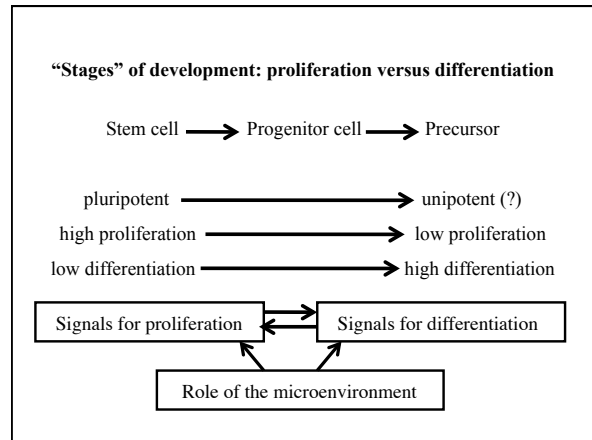 “Stages” of development: proliferation versus differentiation
Stem cell Progenitor cell Precursor
pluripotent unipotent (?)
high proliferation low proliferation
low differentiation high differentiation
Signals for proliferation Signals for differentiation
Role of the microenvironment